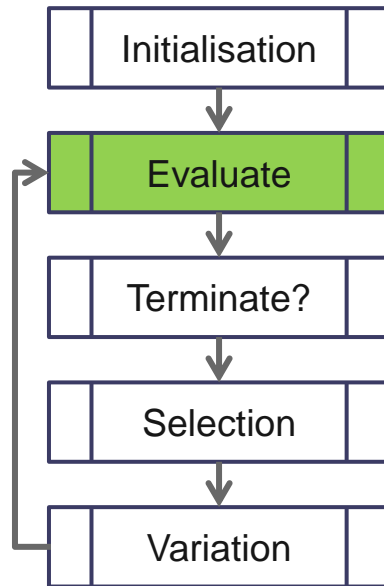 Initialisation
Evaluate
Terminate?
Selection
Variation